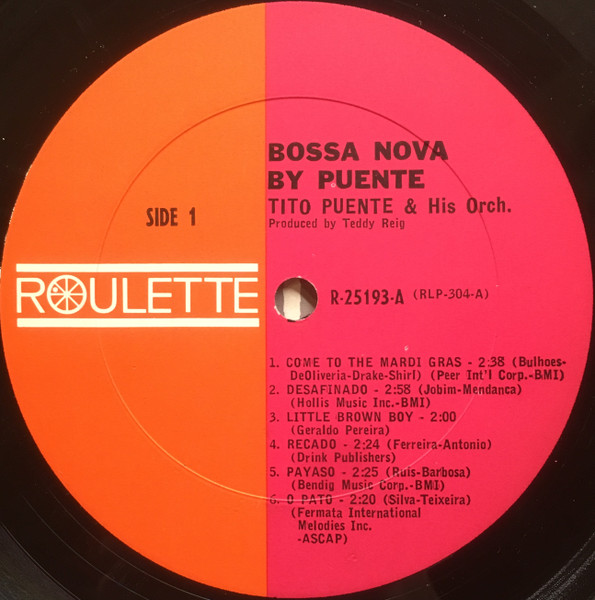 BOSSA NOVA
BY PUENTE
SIDE 1
TITO PUENTE & His Orch.
Produced by Teddy Reig
ROULETTE
R-25193-A (RLP-304-A)
1. COME TO THE MARDI GRAS - 2:38 (Bulhoes-
DeOliveria-Drake-Shirl) (Peer Int'l Corp.-BMI)
2. DESAFINADO - 2:58 (Jobim-Mendanca)
(Hollis Music Inc.-BMI)
3. LITTLE BROWN BOY - 2:00
(Geraldo Pereira)
4. RECADO - 2:24 (Ferreira-Antonio)
(Drink Publishers)
5. PAYASO - 2:25 (Ruis-Barbosa)
(Bendig Music Corp.-BMI)
6. O PATO - 2:20 (Silva-Teixeira)
(Fermata International
Melodies Inc.
-ASCAP)